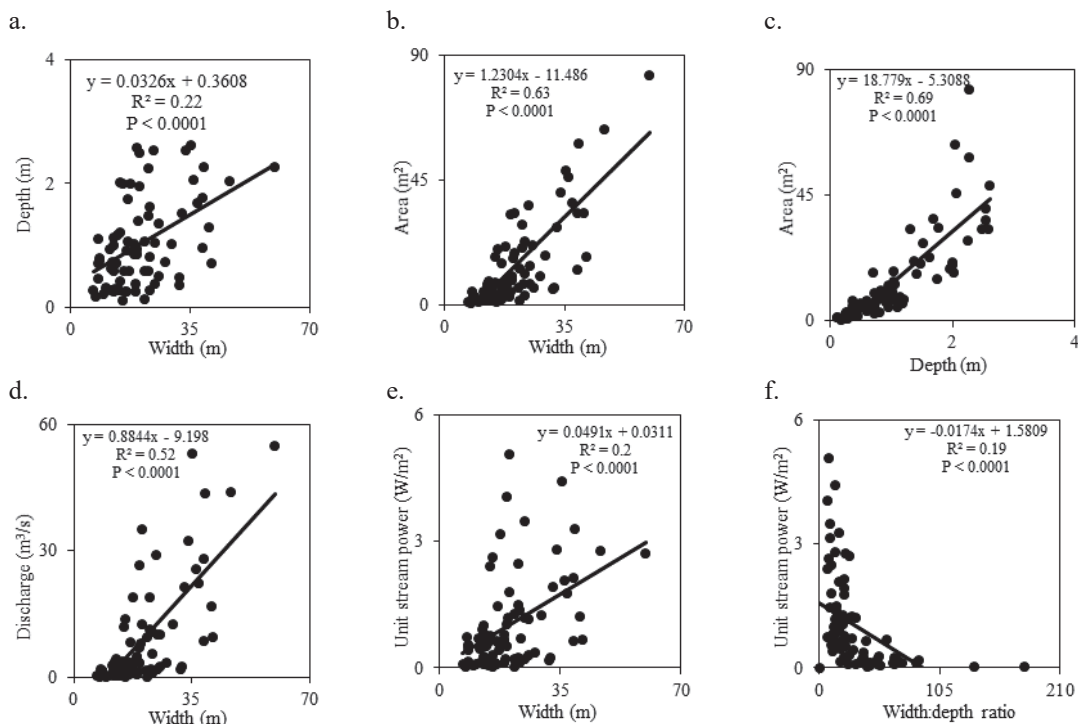 a.
4
y = 0.0326x + 0.3608
R² = 0.22
P < 0.0001
Depth (m)
2
0
0
35
70
Width (m)
b.
90
y = 1.2304x - 11.486
R² = 0.63
P < 0.0001
Area (m²)
45
0
0
35
70
Width (m)
c.
90
y = 18.779x - 5.3088
R² = 0.69
P < 0.0001
Area (m²)
45
0
0
2
4
Depth (m)
d.
60
y = 0.8844x - 9.198
R² = 0.52
P < 0.0001
Discharge (m³/s)
30
0
0
35
70
Width (m)
e.
6
y = 0.0491x + 0.0311
R² = 0.2
P < 0.0001
Unit stream power (W/m²)
3
0
0
35
70
Width (m)
f.
6
y = -0.0174x + 1.5809
R² = 0.19
P < 0.0001
Unit stream power (W/m²)
3
0
0
105
210
Width:depth ratio